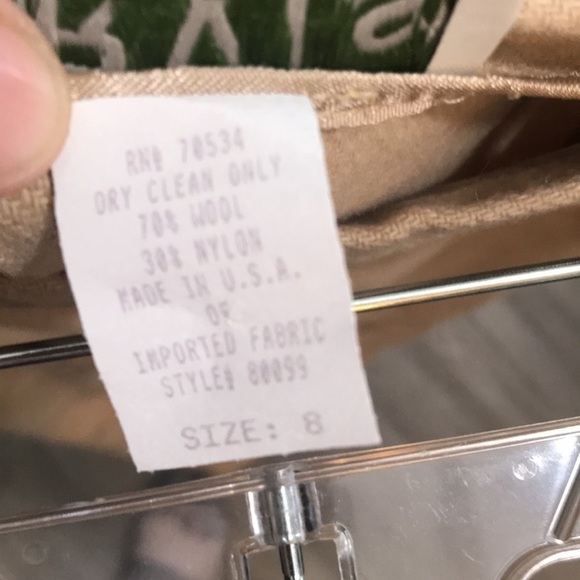 RN# 70534
DRY CLEAN ONLY
70% WOOL
30% NYLON
MADE IN U.S.A.
OF
IMPORTED FABRIC
STYLE# 80099
SIZE: 8